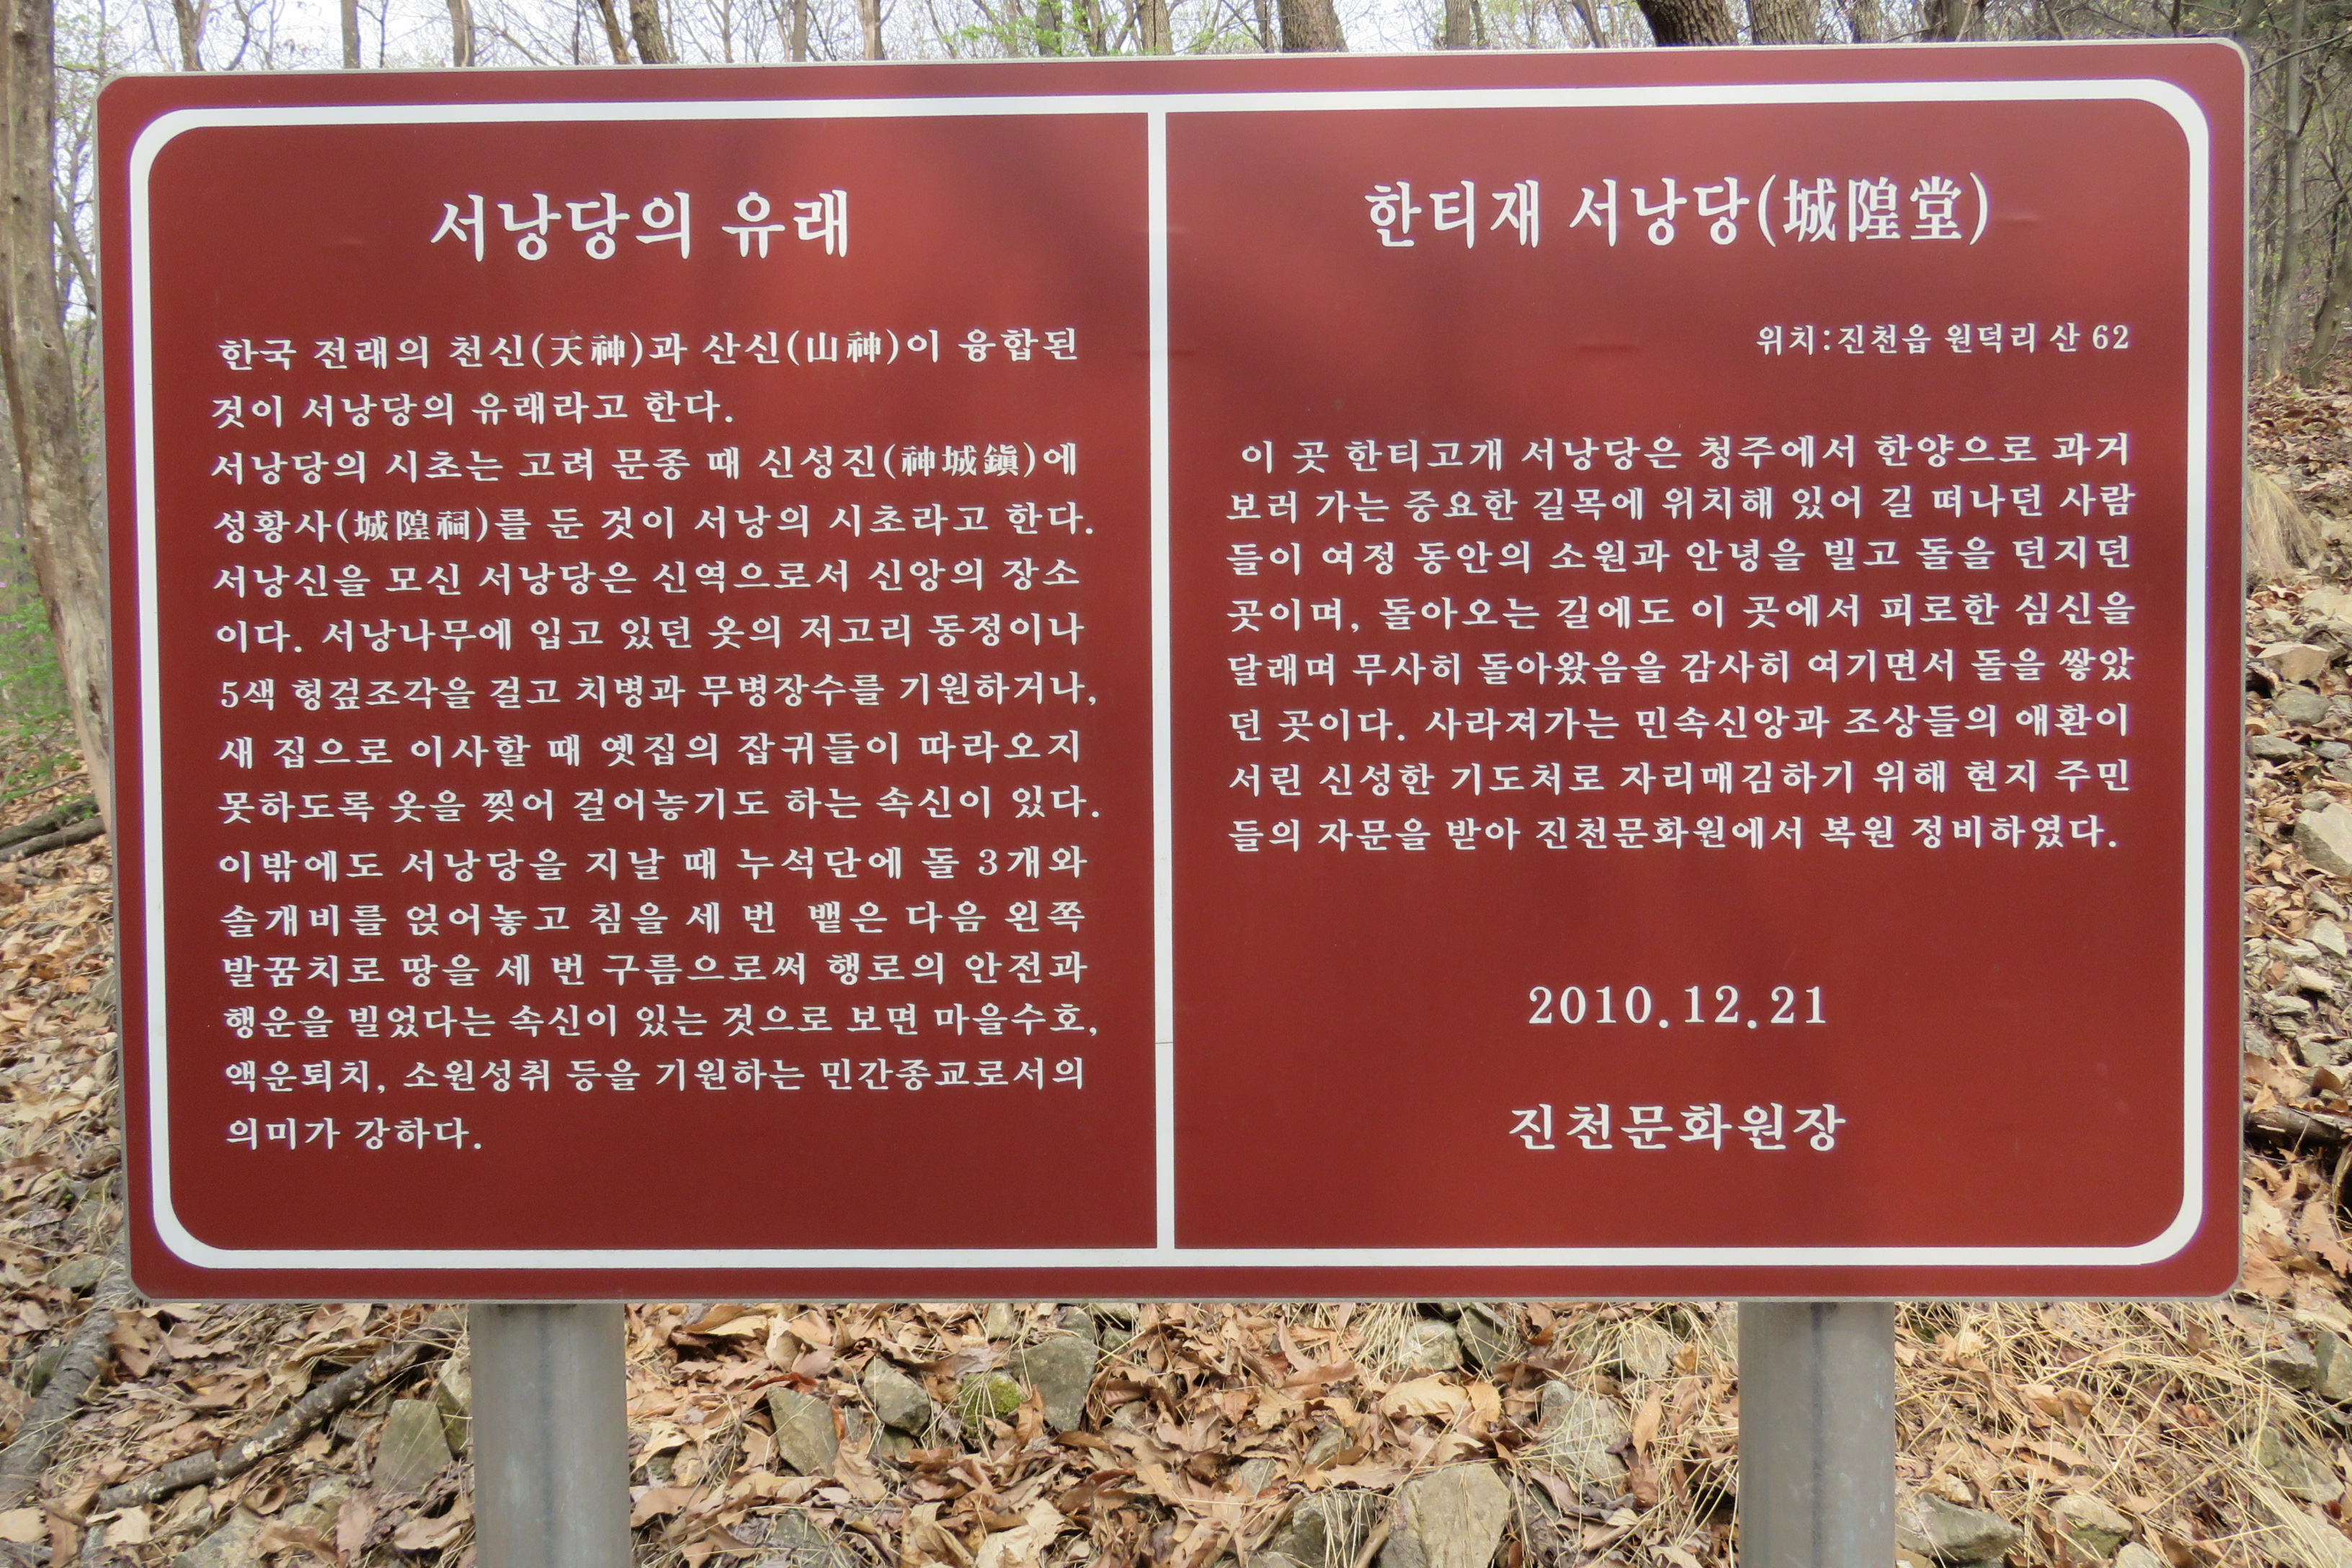 서낭당의 유래
한국 전래의 천신(天神)과 산신(山神)이 융합된
것이 서낭당의 유래라고 한다.
서낭당의 시초는 고려 문종 때 신성진(神城鎭)에
성황사(城隍祠)를 둔 것이 서낭의 시초라고 한다.
서낭신을 모신 서낭당은 신역으로서 신앙의 장소
이다. 서낭나무에 입고 있던 옷의 저고리 동정이나
5색 헝겊조각을 걸고 치병과 무병장수를 기원하거나,
새 집으로 이사할 때 옛집의 잡귀들이 따라오지
못하도록 옷을 찢어 걸어놓기도 하는 속신이 있다.
이밖에도 서낭당을 지날 때 누석단에 돌 3개와
솔개비를 얹어놓고 침을 세 번 뱉은 다음 왼쪽
발꿈치로 땅을 세 번 구름으로써 행로의 안전과
행운을 빌었다는 속신이 있는 것으로 보면 마을수호,
액운퇴치, 소원성취 등을 기원하는 민간종교로서의
의미가 강하다.
한티재 서낭당(城隍堂)
위치:진천읍 원덕리 산 62
이 곳 한티고개 서낭당은 청주에서 한양으로 과거
보러 가는 중요한 길목에 위치해 있어 길 떠나던 사람
들이 여정 동안의 소원과 안녕을 빌고 돌을 던지던
곳이며, 돌아오는 길에도 이 곳에서 피로한 심신을
달래며 무사히 돌아왔음을 감사히 여기면서 돌을 쌓았
던 곳이다. 사라져가는 민속신앙과 조상들의 애환이
서린 신성한 기도처로 자리매김하기 위해 현지 주민
들의 자문을 받아 진천문화원에서 복원 정비하였다.
2010.12.21
진천문화원장